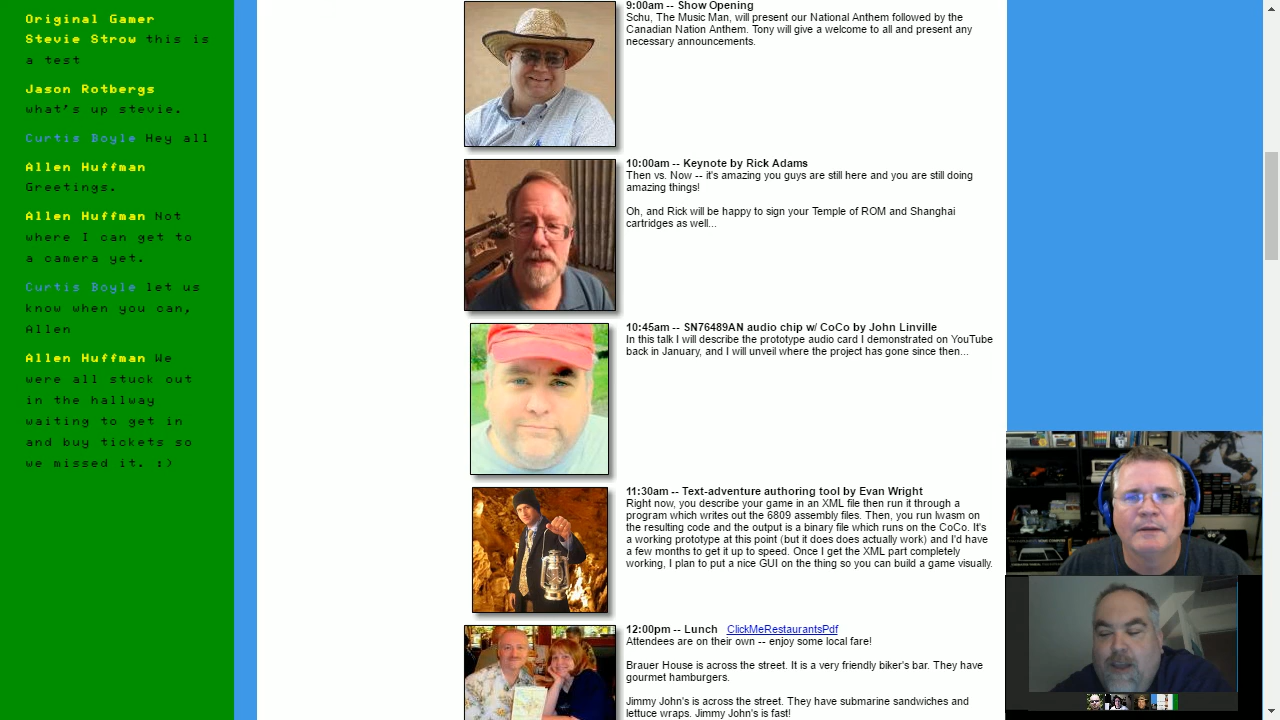 Original Gamer
Stevie Strow this is
a test
Jason Rotbergs
what's up stevie.
Curtis Boyle Hey all
Allen Huffman
Greetings.
Allen Huffman Not
where I can get to
a camera yet.
Curtis Boyle let us
know when you can,
Allen
Allen Huffman We
were all stuck out
in the hallway
waiting to get in
and buy tickets so
we missed it. :)
9:00am -- Show Opening
Schu, The Music Man, will present our National Anthem followed by the
Canadian Nation Anthem. Tony will give a welcome to all and present any
necessary announcements.
10:00am -- Keynote by Rick Adams
Then vs. Now -- it's amazing you guys are still here and you are still doing
amazing things!
Oh, and Rick will be happy to sign your Temple of ROM and Shanghai
cartridges as well...
10:45am -- SN76489AN audio chip w/ CoCo by John Linville
In this talk I will describe the prototype audio card I demonstrated on YouTube
back in January, and I will unveil where the project has gone since then...
11:30am -- Text-adventure authoring tool by Evan Wright
Right now, you describe your game in an XML file then run it through a
program which writes out the 6809 assembly files. Then, you run lwasm on
the resulting code and the output is a binary file which runs on the CoCo. It's
a working prototype at this point (but it does does actually work) and I'd have
a few months to get it up to speed. Once I get the XML part completely
working, I plan to put a nice GUI on the thing so you can build a game visually.
12:00pm -- Lunch ClickMeRestaurantsPdf
Attendees are on their own -- enjoy some local fare!
Brauer House is across the street. It is a very friendly biker's bar. They have
gourmet hamburgers.
Jimmy John's is across the street. They have submarine sandwiches and
lettuce wraps. Jimmy John's is fast!